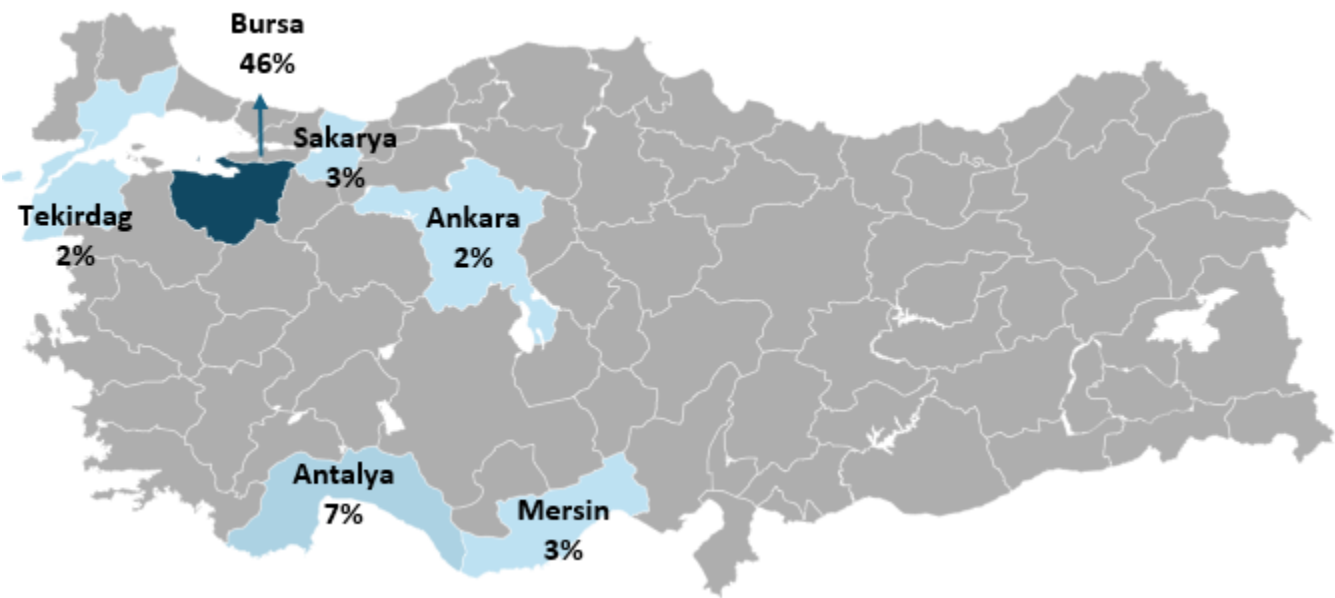 Bursa
46%
Sakarya
3%
Tekirdag
2%
Ankara
2%
Antalya
7%
Mersin
3%